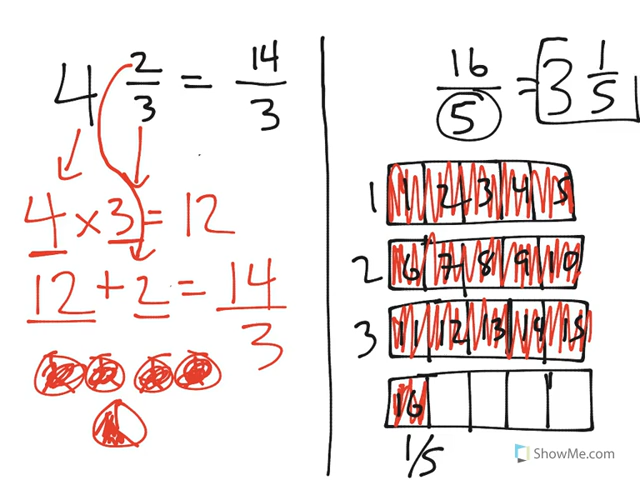 4 2/3 = 14/3
4 x 3 = 12
12 + 2 = 14/3
16/5 = 3 1/5
1 1 2 3 4 5
2 6 7 8 9 10
3 11 12 13 14 15
16
1/5
ShowMe.com